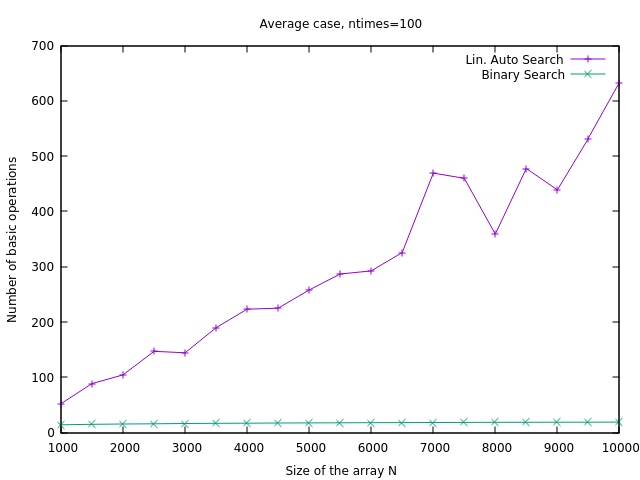 Average case, ntimes=100
Lin. Auto Search
Binary Search
Number of basic operations
700
600
500
400
300
200
100
0
1000 2000 3000 4000 5000 6000 7000 8000 9000 10000
Size of the array N